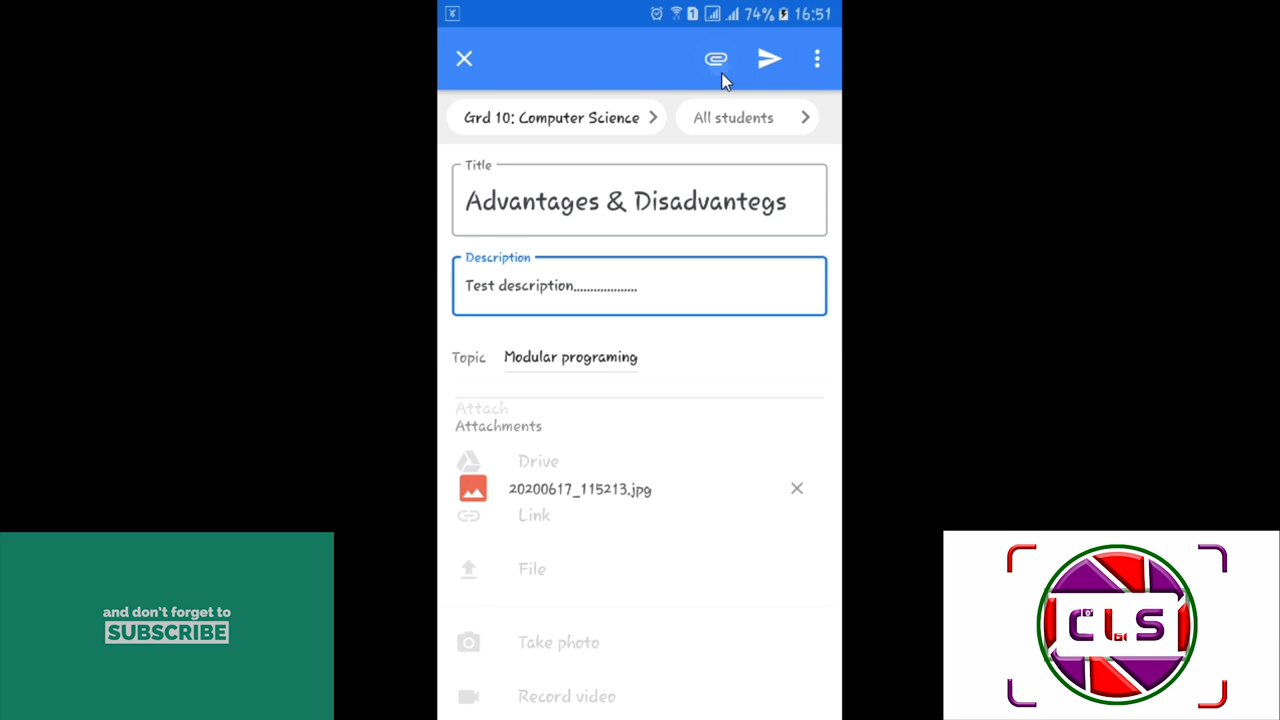 74% 16:51
Grd 10: Computer Science
All students
Title
Advantages & Disadvantegs
Description
Test description...................
Topic Modular programing
Attach
Attachments
Drive
20200617_115213.jpg
Link
File
Take photo
Record video
and don't forget to
SUBSCRIBE
CLS